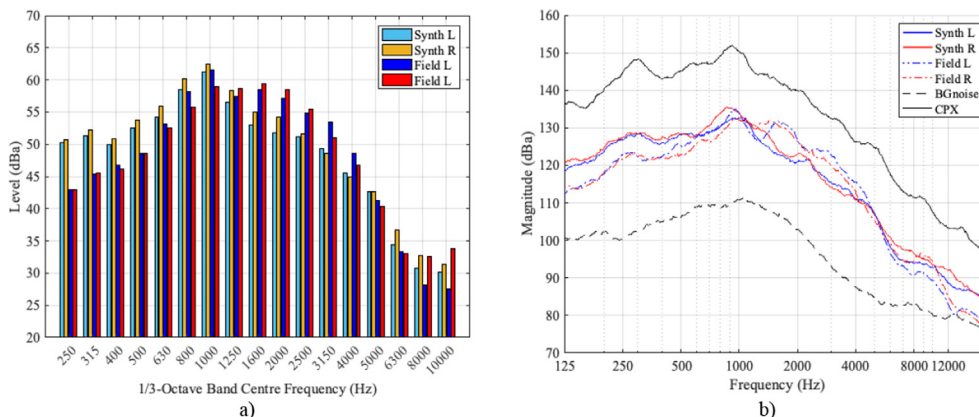 70
65
60
55
50
45
40
35
30
25
20
Level (dBa)
Synth L
Synth R
Field L
Field L
250 315 400 500 630 800 1000 1250 1600 2000 2500 3150 4000 5000 6300 8000 10000
1/3-Octave Band Centre Frequency (Hz)
a)
160
150
140
130
120
110
100
90
80
70
Magnitude (dBa)
Synth L
Synth R
Field L
Field R
BGnoise
CPX
125 250 500 1000 2000 4000 8000 12000
Frequency (Hz)
b)